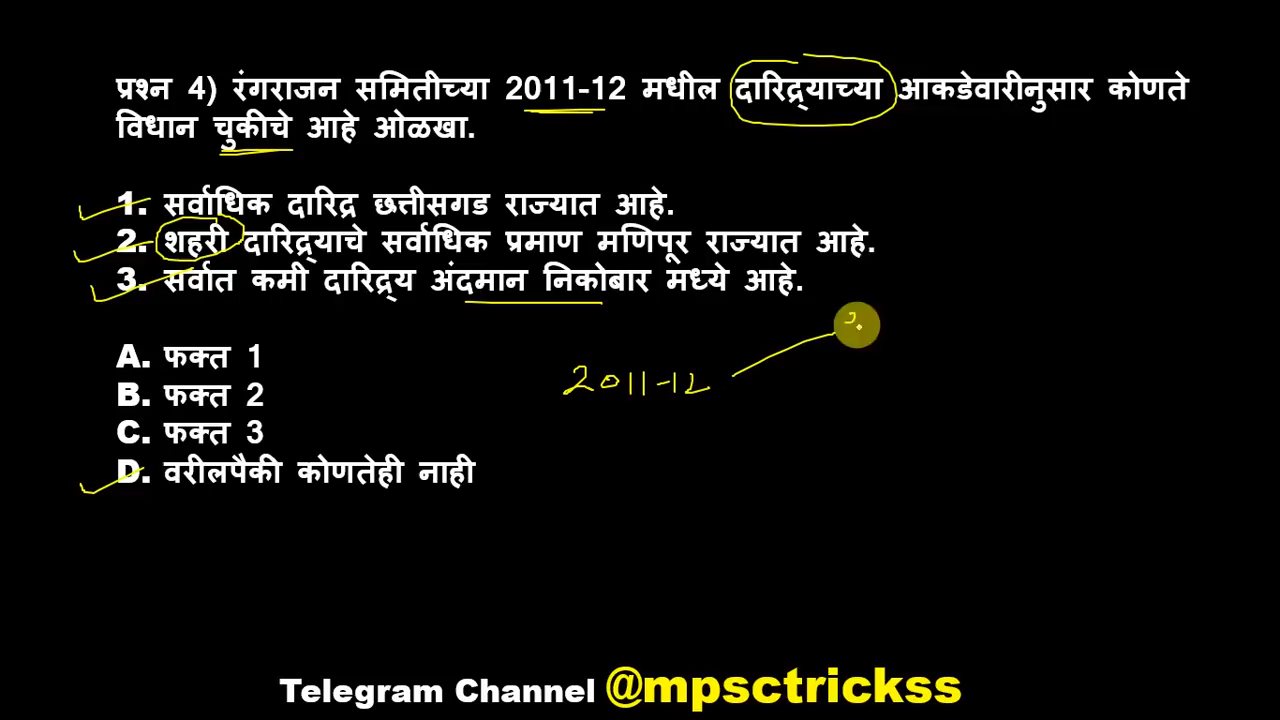 प्रश्न 4) रंगराजन समितीच्या 2011-12 मधील दारिद्र्याच्या आकडेवारीनुसार कोणते
विधान चुकीचे आहे ओळखा.
1. सर्वाधिक दारिद्र छत्तीसगड राज्यात आहे.
2. शहरी दारिद्र्याचे सर्वाधिक प्रमाण मणिपूर राज्यात आहे.
3. सर्वात कमी दारिद्र्य अंदमान निकोबार मध्ये आहे.
A. फक्त 1
B. फक्त 2
2011-12
C. फक्त 3
D. वरीलपैकी कोणतेही नाही
Telegram Channel @mpsctrickss